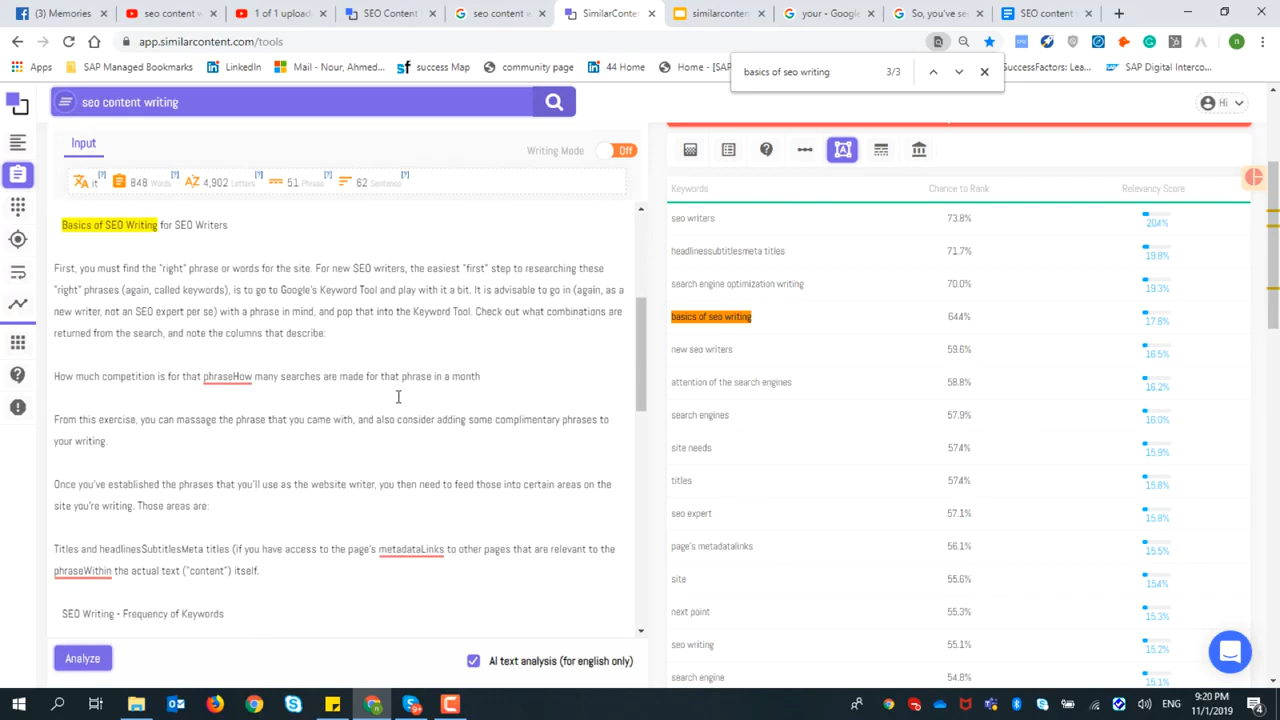 (8) Memories
YouTube v
1 of 1 upload
SEO Content
seo content w
SimilarConten
similarconten
your - Google
So, you've se
SEO content
app.similarcontent.com/tools
Apps
SAP Managed Bookmarks
LinkedIn
Mail - Nour, Ahmed...
success Map
community page
44 Home
Home - [SAP
SuccessFactors: Lea...
SAP Digital Interco...
basics of seo writing
3/3
seo content writing
Hi
Input
Writing Mode
Off
it [?]
848 Words [?]
4,902 Letters [?]
51 Phrase [?]
62 Sentence [?]
Basics of SEO Writing for SEO Writers
First, you must find the "right" phrase or words for the site. For new SEO writers, the easiest "first" step to researching these
"right" phrases (again, called keywords), is to go to Google's Keyword Tool and play with it a bit. It is advisable to go in (again, as a
new writer, not an SEO expert per se) with a phrase in mind, and pop that into the Keyword Tool. Check out what combinations are
returned from the search, and note the columns that describe:
How much competition is for that phraseHow many searches are made for that phrase in a month
From this exercise, you can massage the phrase that you came with, and also consider adding some complimentary phrases to
your writing.
Once you've established the phrases that you'll use as the website writer, you then need to feed those into certain areas on the
site you're writing. Those areas are:
Titles and headlinesSubtitlesMeta titles (if you have access to the page's metadataLinks to other pages that are relevant to the
phraseWithin the actual text ("content") itself.
SEO Writing - Frequency of Keywords
Analyze
AI text analysis (for english only)
Keywords Chance to Rank Relevancy Score
seo writers 73.8% 20.4%
headlinessubtitlesmeta titles 71.7% 19.8%
search engine optimization writing 70.0% 19.3%
basics of seo writing 64.4% 17.8%
new seo writers 59.6% 16.5%
attention of the search engines 58.8% 16.2%
search engines 57.9% 16.0%
site needs 57.4% 15.9%
titles 57.4% 15.8%
seo expert 57.1% 15.8%
page's metadatalinks 56.1% 15.5%
site 55.6% 15.4%
next point 55.3% 15.3%
seo writing 55.1% 15.2%
search engine 54.8% 15.1%
9:20 PM
11/1/2019